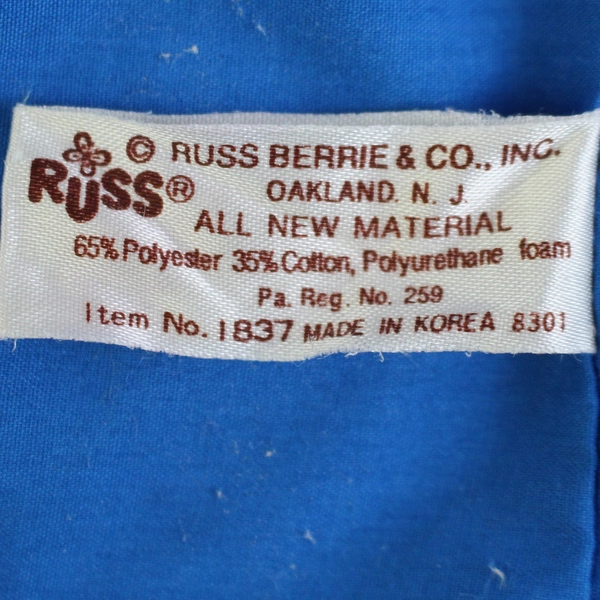 © RUSS BERRIE & CO., INC.
RUSS®
OAKLAND. N. J.
ALL NEW MATERIAL
65% Polyester 35% Cotton, Polyurethane foam
Pa. Reg. No. 259
Item No. 1837 MADE IN KOREA 8301